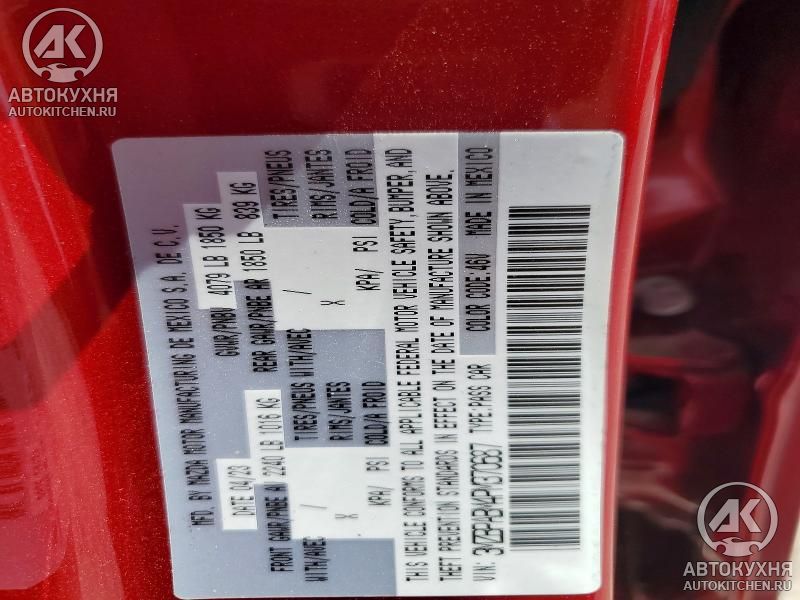 АК
АВТОКУХНЯ
AUTOKITCHEN.RU
MFD. BY MAZDA MOTOR MANUFACTURING DE MEXICO S.A. DE C.V.
DATE 04/23 GVWR/PNBV 4079 LB 1850 KG
FRONT GAWR/PNBE AV 2240 LB 1016 KG REAR GAWR/PNBE AR 1850 LB 839 KG
WITH/AVEC / TIRES/PNEUS WITH/AVEC / TIRES/PNEUS
X RIMS/JANTES X RIMS/JANTES
KPA/ PSI COLD/A FROID KPA/ PSI COLD/A FROID
THIS VEHICLE CONFORMS TO ALL APPLICABLE FEDERAL MOTOR VEHICLE SAFETY, BUMPER, AND
THEFT PREVENTION STANDARDS IN EFFECT ON THE DATE OF MANUFACTURE SHOWN ABOVE.
VIN: TYPE:PASS CAR COLOR CODE:46V MADE IN MEXICO
АК
АВТОКУХНЯ
AUTOKITCHEN.RU